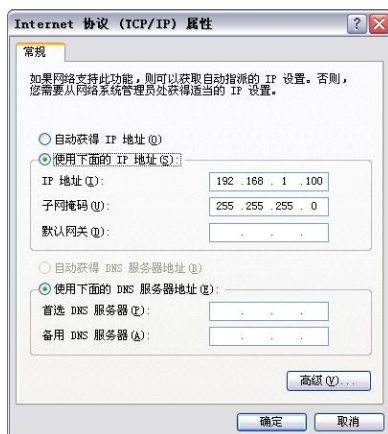 Internet 协议 (TCP/IP) 属性
常规
如果网络支持此功能，则可以获取自动指派的 IP 设置。否则，
您需要从网络系统管理员处获得适当的 IP 设置。
自动获得 IP 地址(O)
使用下面的 IP 地址(S):
IP 地址(I): 192 .168 . 1 .100
子网掩码(U): 255 .255 .255 . 0
默认网关(D): . . .
自动获得 DNS 服务器地址(B)
使用下面的 DNS 服务器地址(E):
首选 DNS 服务器(P): . . .
备用 DNS 服务器(A): . . .
高级(V)...
确定 取消